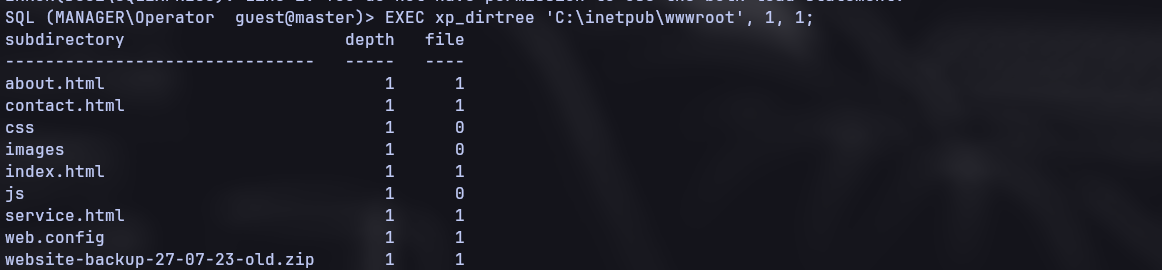 SQL (MANAGER\Operator  guest@master)> EXEC xp_dirtree 'C:\inetpub\wwwroot', 1, 1;
subdirectory                      depth   file
-------------------------------   -----   ----
about.html                            1      1
contact.html                          1      1
css                                   1      0
images                                1      0
index.html                            1      1
js                                    1      0
service.html                          1      1
web.config                            1      1
website-backup-27-07-23-old.zip       1      1